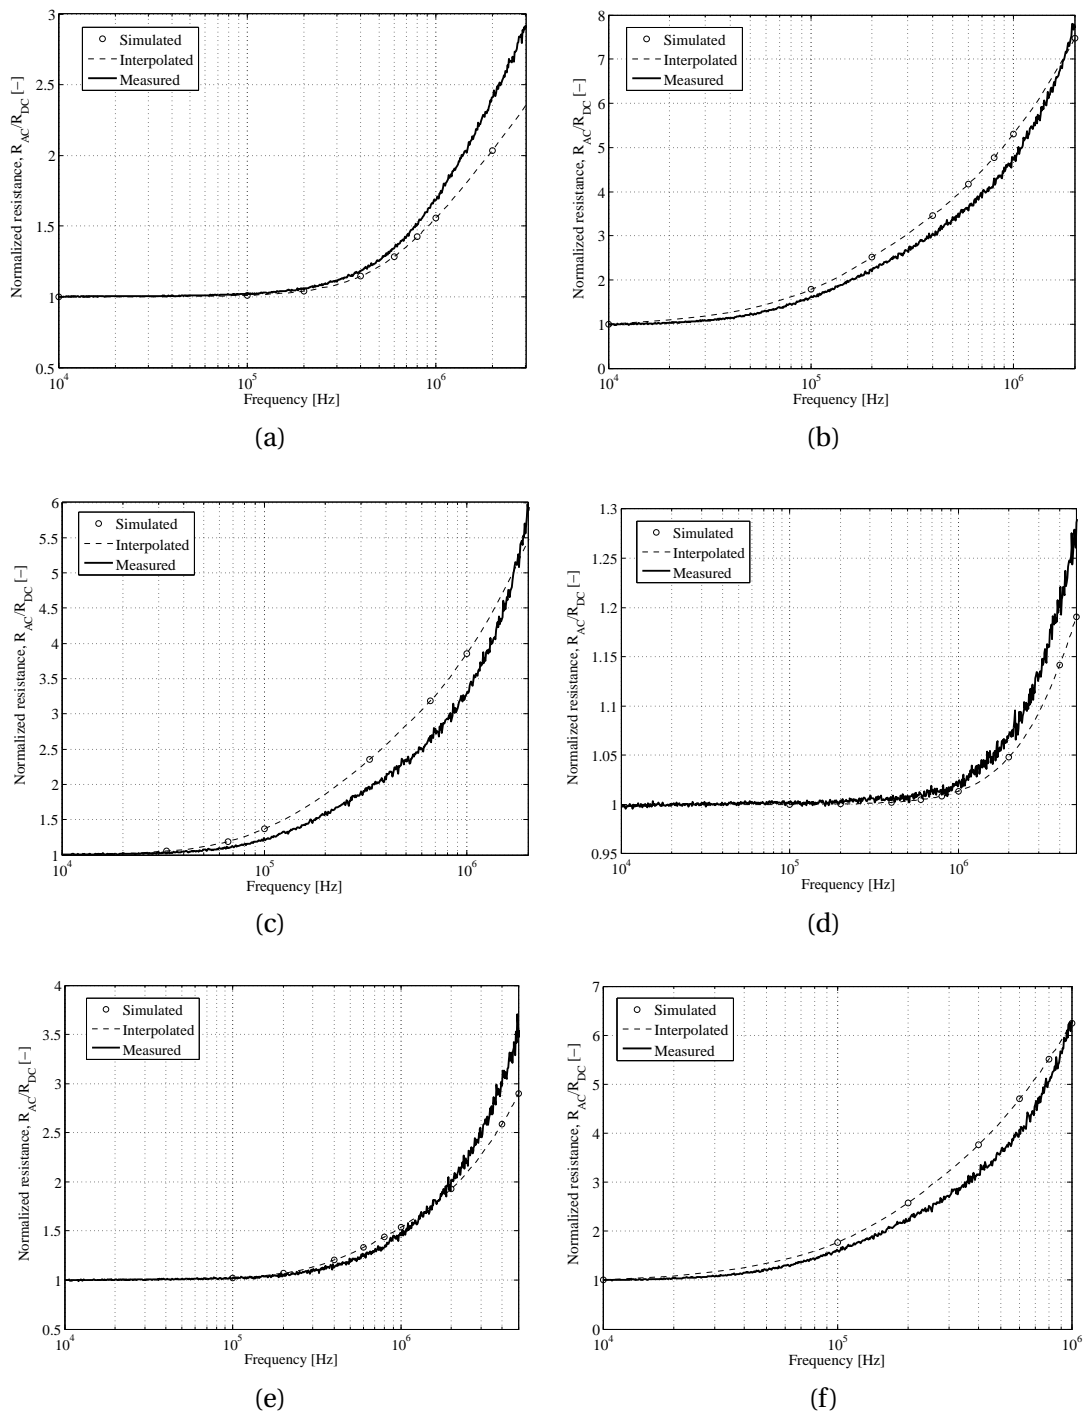 3
2.5
2
1.5
1
0.5
Normalized resistance, R_AC/R_DC [−]
Simulated
Interpolated
Measured
10^4
10^5
10^6
Frequency [Hz]
(a)
8
7
6
5
4
3
2
1
0
Normalized resistance, R_AC/R_DC [−]
Simulated
Interpolated
Measured
10^4
10^5
10^6
Frequency [Hz]
(b)
6
5.5
5
4.5
4
3.5
3
2.5
2
1.5
1
Normalized resistance, R_AC/R_DC [−]
Simulated
Interpolated
Measured
10^4
10^5
10^6
Frequency [Hz]
(c)
1.3
1.25
1.2
1.15
1.1
1.05
1
0.95
Normalized resistance, R_AC/R_DC [−]
Simulated
Interpolated
Measured
10^4
10^5
10^6
Frequency [Hz]
(d)
4
3.5
3
2.5
2
1.5
1
0.5
Normalized resistance, R_AC/R_DC [−]
Simulated
Interpolated
Measured
10^4
10^5
10^6
Frequency [Hz]
(e)
7
6
5
4
3
2
1
0
Normalized resistance, R_AC/R_DC [−]
Simulated
Interpolated
Measured
10^4
10^5
10^6
Frequency [Hz]
(f)